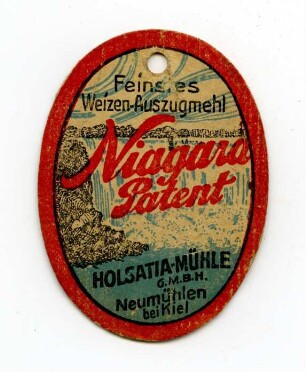 Feinstes
Weizen-Auszugmehl
Niagara
Patent
HOLSATIA-MÜHLE
G.M.B.H.
Neumühlen
bei Kiel